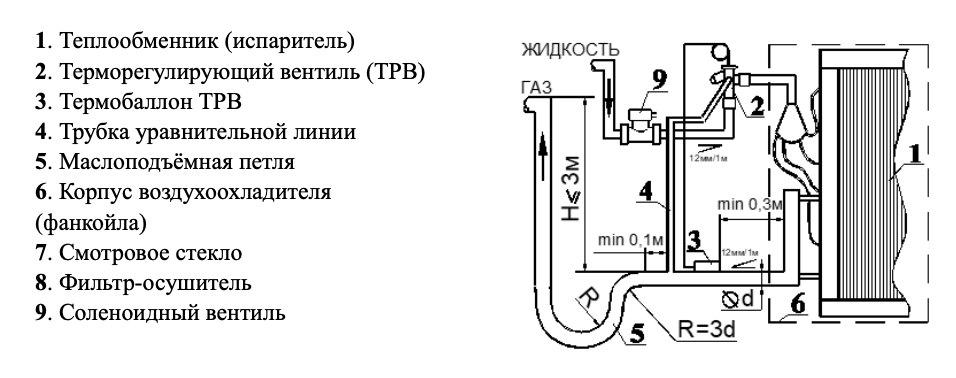 1. Теплообменник (испаритель)
2. Терморегулирующий вентиль (ТРВ)
3. Термобаллон ТРВ
4. Трубка уравнительной линии
5. Маслоподъёмная петля
6. Корпус воздухоохладителя
(фанкойла)
7. Смотровое стекло
8. Фильтр-осушитель
9. Соленоидный вентиль
ЖИДКОСТЬ
ГАЗ
9
2
1
12мм/1м
H⩽3м
4
min 0,3м
min 0,1м
3
12мм/1м
Ød
R
5
R=3d
6